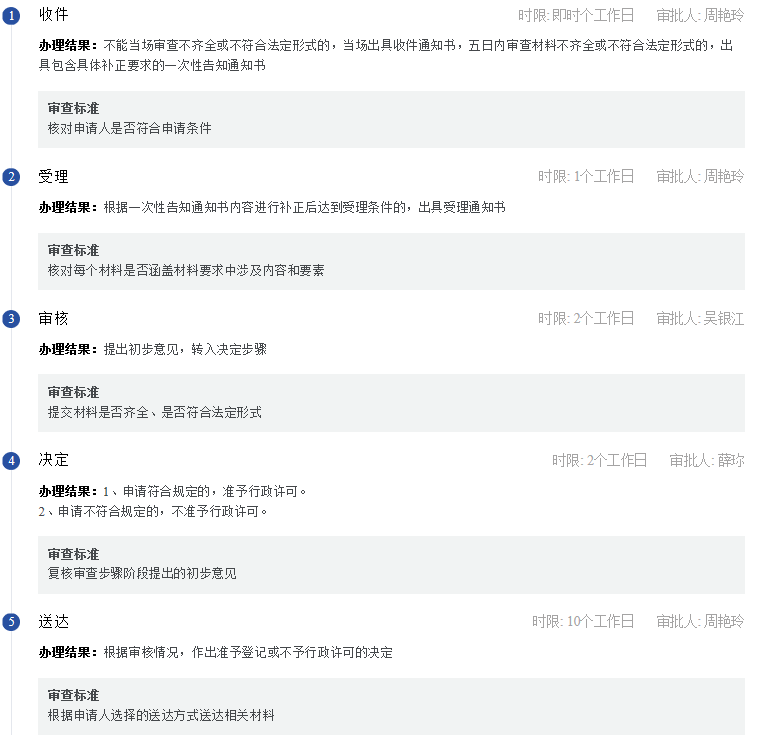 1 收件 时限: 即时个工作日 审批人: 周艳玲
办理结果：不能当场审查不齐全或不符合法定形式的，当场出具收件通知书，五日内审查材料不齐全或不符合法定形式的，出
具包含具体补正要求的一次性告知通知书
审查标准
核对申请人是否符合申请条件
2 受理 时限: 1个工作日 审批人: 周艳玲
办理结果：根据一次性告知通知书内容进行补正后达到受理条件的，出具受理通知书
审查标准
核对每个材料是否涵盖材料要求中涉及内容和要素
3 审核 时限: 2个工作日 审批人: 吴银江
办理结果：提出初步意见，转入决定步骤
审查标准
提交材料是否齐全、是否符合法定形式
4 决定 时限: 2个工作日 审批人: 薛珎
办理结果：1、申请符合规定的，准予行政许可。
2、申请不符合规定的，不准予行政许可。
审查标准
复核审查步骤阶段提出的初步意见
5 送达 时限: 10个工作日 审批人: 周艳玲
办理结果：根据审核情况，作出准予登记或不予行政许可的决定
审查标准
根据申请人选择的送达方式送达相关材料